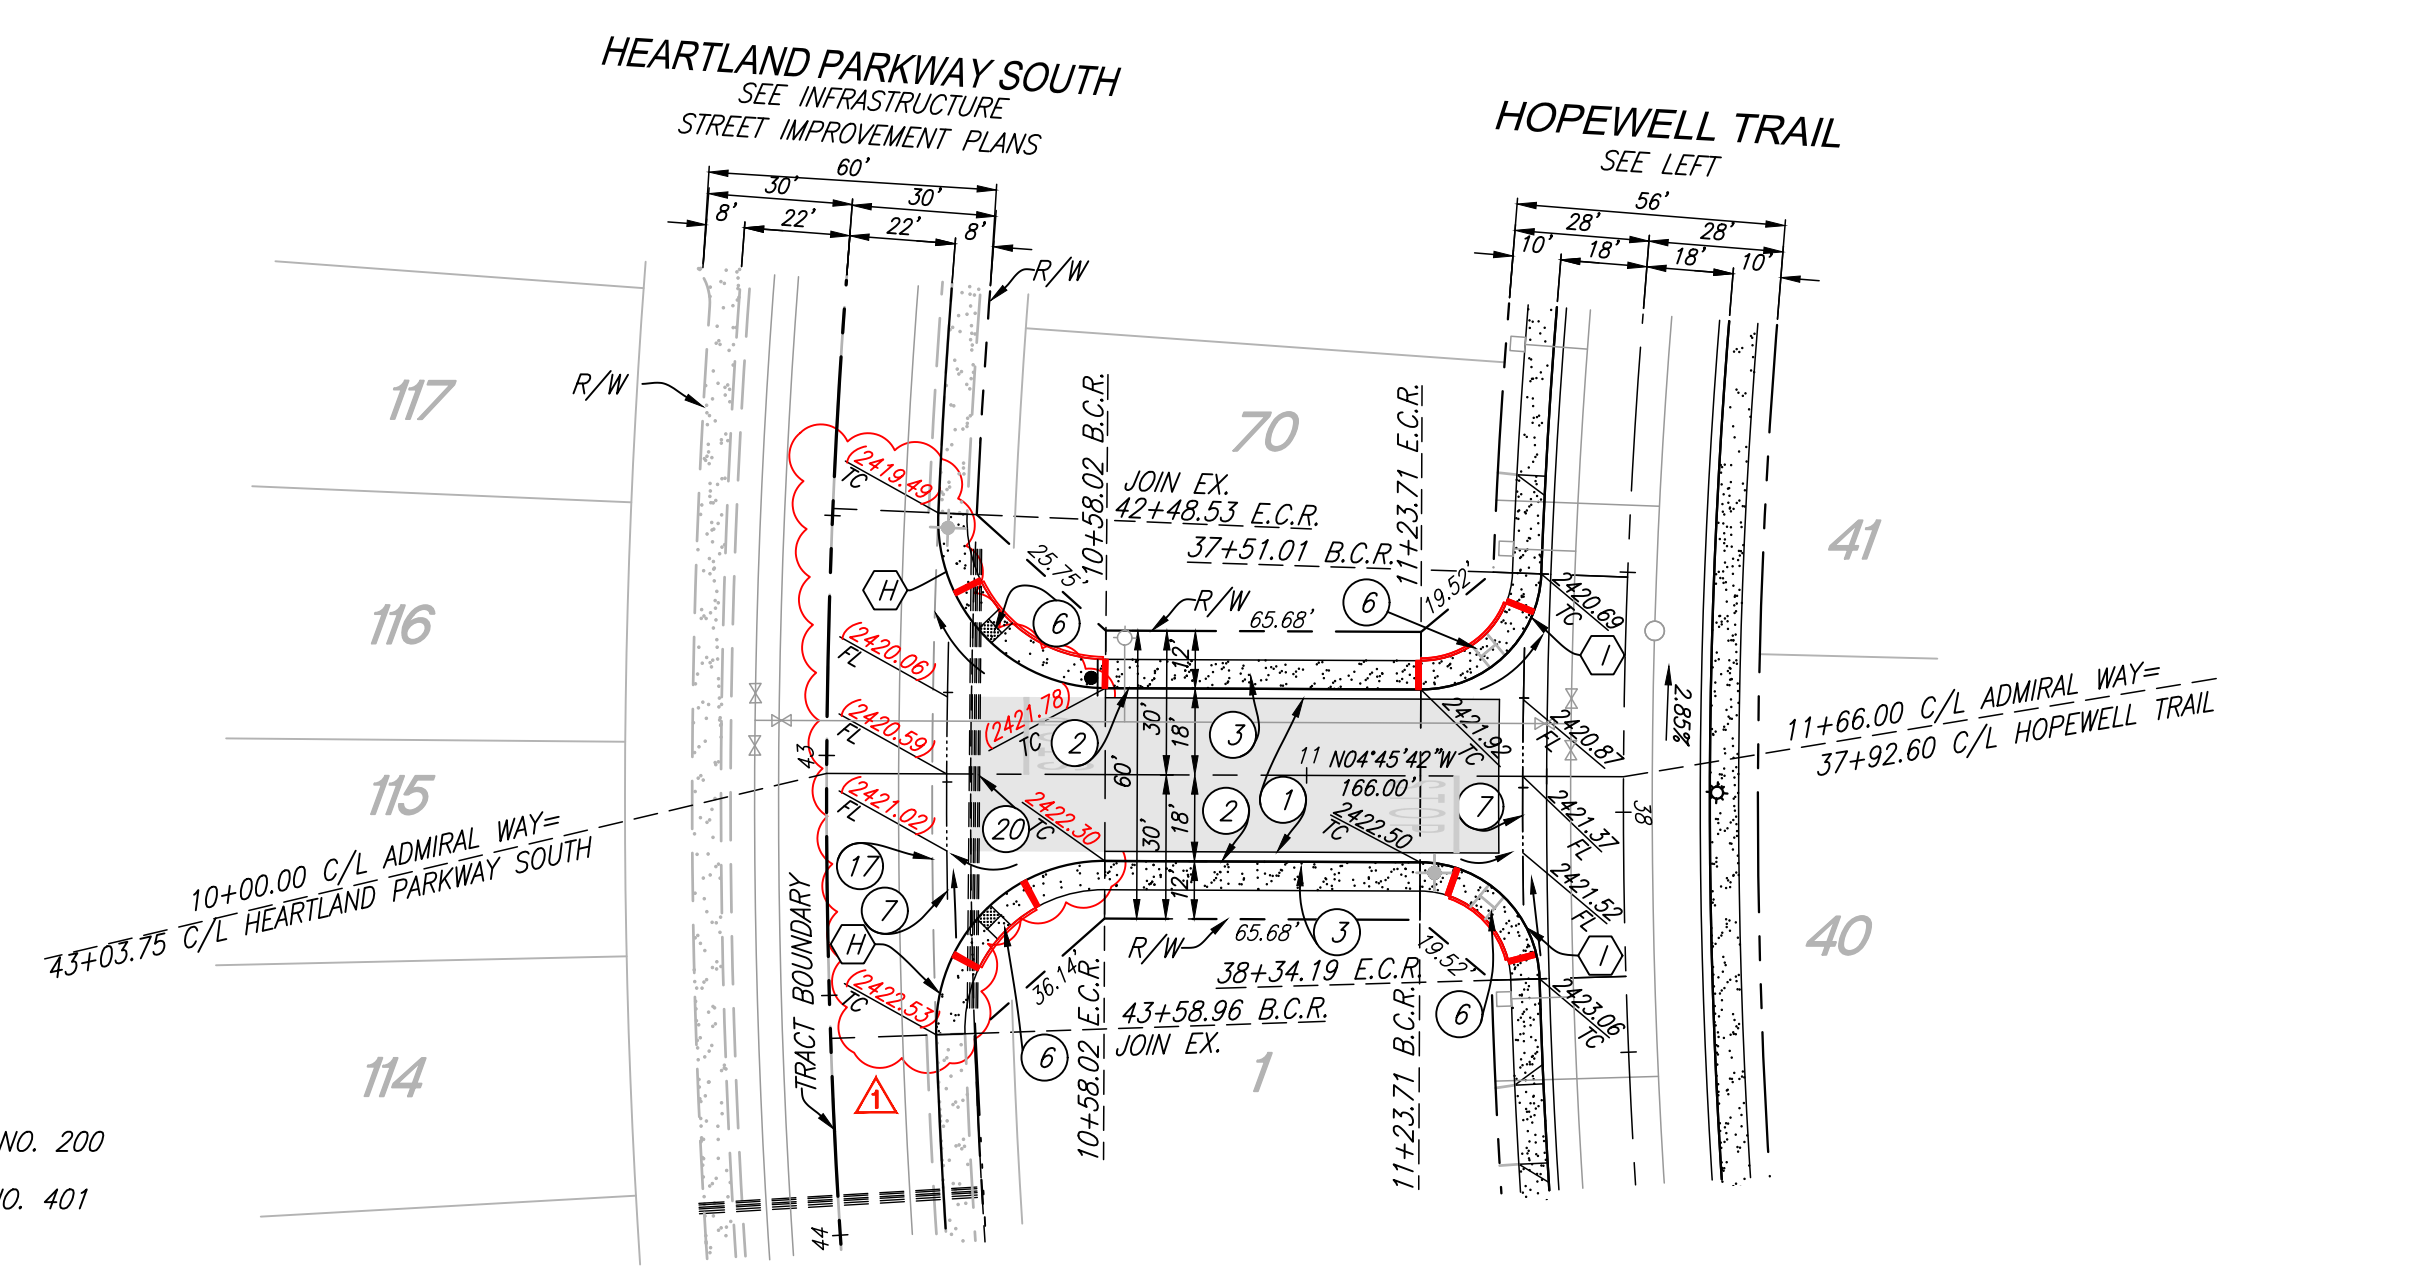 HEARTLAND PARKWAY SOUTH
SEE INFRASTRUCTURE
STREET IMPROVEMENT PLANS
60'
30'
30'
8'
22'
22'
8'
R/W
R/W
HOPEWELL TRAIL
SEE LEFT
56'
28'
28'
10'
18'
18'
10'
117
116
115
114
70
41
40
1
10+58.02 B.C.R.
11+23.71 E.C.R.
JOIN EX.
42+48.53 E.C.R.
37+51.01 B.C.R.
(2419.49)
TC
25.75'
H
6
R/W
65.68'
6
19.52'
2420.69
TC
I
(2420.06)
FL
(2420.59)
FL
(2421.78)
TC
2
3
12'
30'
18'
60'
11
N04°45'42"W
166.00'
2421.92
TC
2420.87
FL
2.85%
11+66.00 C/L ADMIRAL WAY=
37+92.60 C/L HOPEWELL TRAIL
43
(2421.02)
FL
2422.30
TC
20
2
1
2422.50
TC
7
2421.37
FL
38
30'
18'
12'
10+00.00 C/L ADMIRAL WAY=
43+03.75 C/L HEARTLAND PARKWAY SOUTH
17
7
H
2421.52
FL
I
TRACT BOUNDARY
(2422.53)
TC
36.14'
R/W
65.68'
3
19.52'
38+34.19 E.C.R.
43+58.96 B.C.R.
JOIN EX.
6
6
2423.06
TC
10+58.02 E.C.R.
11+23.71 B.C.R.
1
44
NO. 200
NO. 401